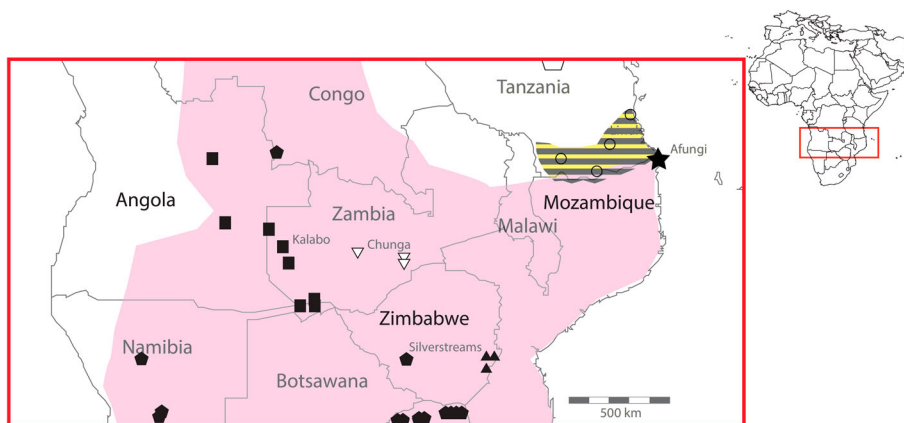 Tanzania
Congo
Afungi
Angola
Mozambique
Zambia
Malawi
Kalabo
Chunga
Zimbabwe
Namibia
Silverstreams
Botsawana
500 km